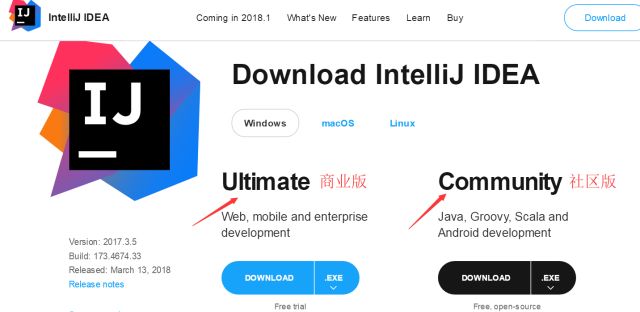 IJ IntelliJ IDEA Coming in 2018.1 What's New Features Learn Buy Download
IJ
Download IntelliJ IDEA
Windows macOS Linux
Ultimate 商业版 Community 社区版
Web, mobile and enterprise
development
Java, Groovy, Scala and
Android development
Version: 2017.3.5
Build: 173.4674.33
Released: March 13, 2018
Release notes
DOWNLOAD .EXE DOWNLOAD .EXE
Free trial Free, open-source